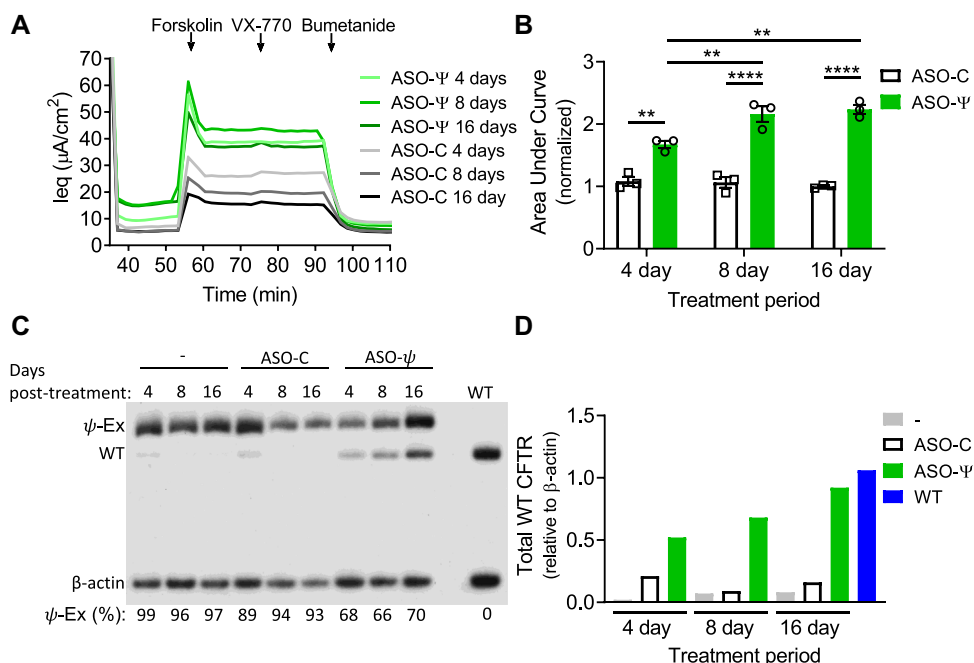 A
Forskolin VX-770 Bumetanide
Ieq (μA/cm²)
70
60
50
40
30
20
10
0
40 50 60 70 80 90 100 110
Time (min)
ASO-Ψ 4 days
ASO-Ψ 8 days
ASO-Ψ 16 days
ASO-C 4 days
ASO-C 8 days
ASO-C 16 day
B
Area Under Curve
(normalized)
3
2
1
0
**
**
** **** ****
4 day 8 day 16 day
Treatment period
ASO-C
ASO-Ψ
C
- ASO-C ASO-ψ
Days
post-treatment: 4 8 16 4 8 16 4 8 16 WT
ψ-Ex
WT
β-actin
ψ-Ex (%): 99 96 97 89 94 93 68 66 70 0
D
Total WT CFTR
(relative to β-actin)
1.5
1.0
0.5
0.0
4 day 8 day 16 day
Treatment period
-
ASO-C
ASO-Ψ
WT